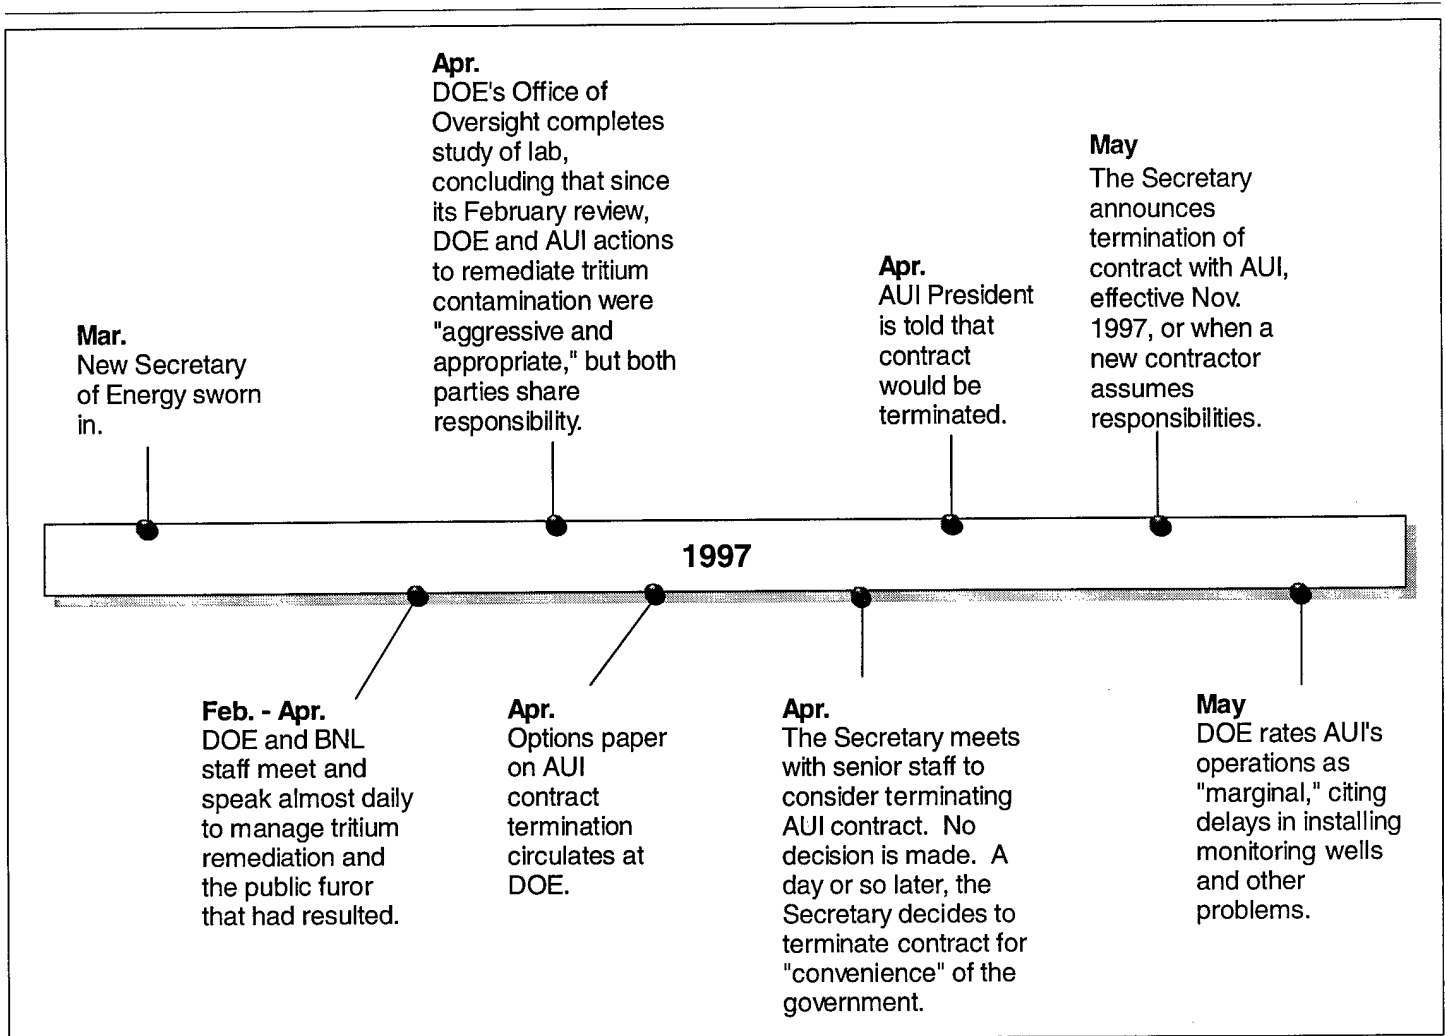 Mar.
New Secretary
of Energy sworn
in.
Apr.
DOE's Office of
Oversight completes
study of lab,
concluding that since
its February review,
DOE and AUI actions
to remediate tritium
contamination were
"aggressive and
appropriate," but both
parties share
responsibility.
Apr.
AUI President
is told that
contract
would be
terminated.
May
The Secretary
announces
termination of
contract with AUI,
effective Nov.
1997, or when a
new contractor
assumes
responsibilities.
1997
Feb. - Apr.
DOE and BNL
staff meet and
speak almost daily
to manage tritium
remediation and
the public furor
that had resulted.
Apr.
Options paper
on AUI
contract
termination
circulates at
DOE.
Apr.
The Secretary meets
with senior staff to
consider terminating
AUI contract. No
decision is made. A
day or so later, the
Secretary decides to
terminate contract for
"convenience" of the
government.
May
DOE rates AUI's
operations as
"marginal," citing
delays in installing
monitoring wells
and other
problems.